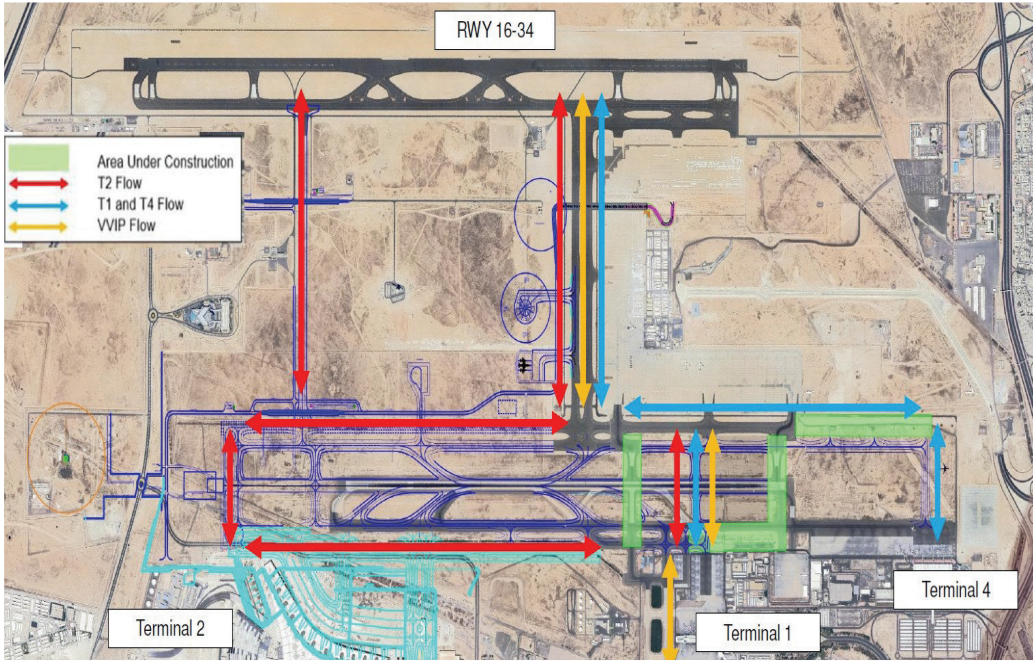 RWY 16-34
Area Under Construction
T2 Flow
T1 and T4 Flow
VVIP Flow
Terminal 2
Terminal 1
Terminal 4